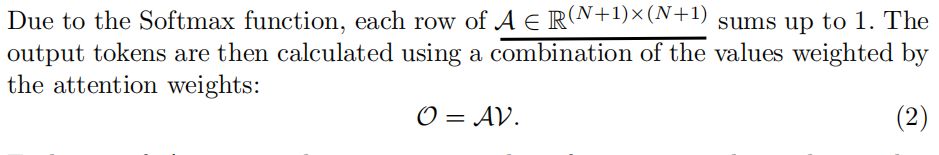 Due to the Softmax function, each row of 𝒜 ∈ ℝ^{(N+1)×(N+1)} sums up to 1. The
output tokens are then calculated using a combination of the values weighted by
the attention weights:
𝒪 = 𝒜𝒱. (2)